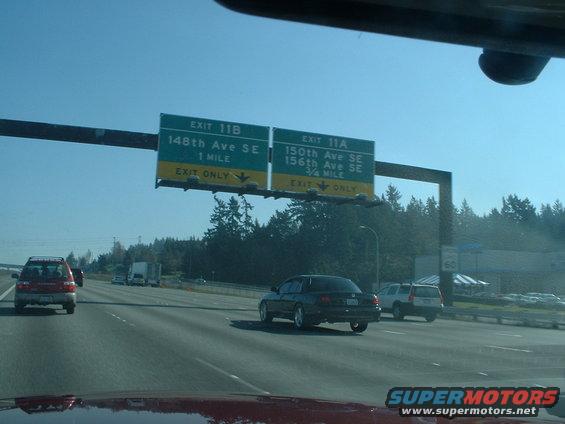 EXIT 11B
148th Ave SE
1 MILE
EXIT ONLY
EXIT 11A
150th Ave SE
156th Ave SE
3/4 MILE
EXIT ONLY
SUPERMOTORS
www.SUPERMOTORS.net